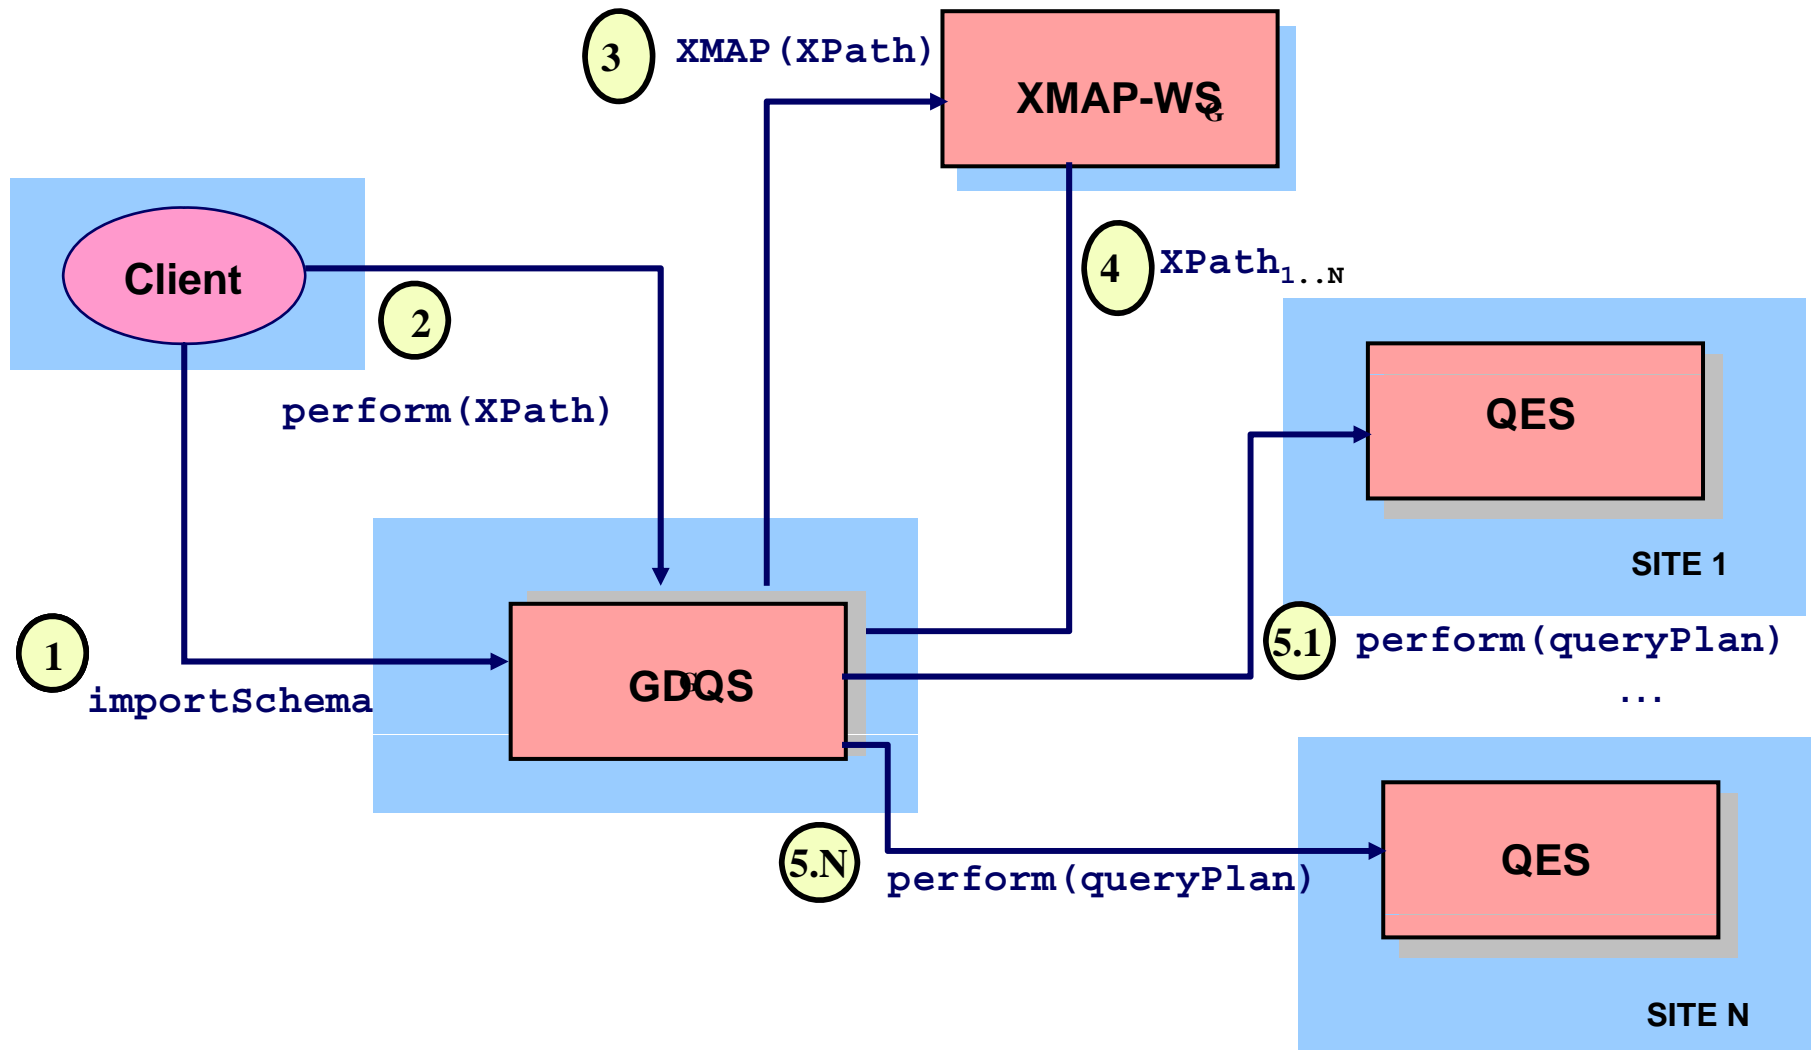 3 XMAP(XPath)
XMAP-WS
G
Client
2
perform(XPath)
4 XPath1..N
QES
SITE 1
1
importSchema
GDQS
G
5.1 perform(queryPlan)
...
5.N perform(queryPlan)
QES
SITE N